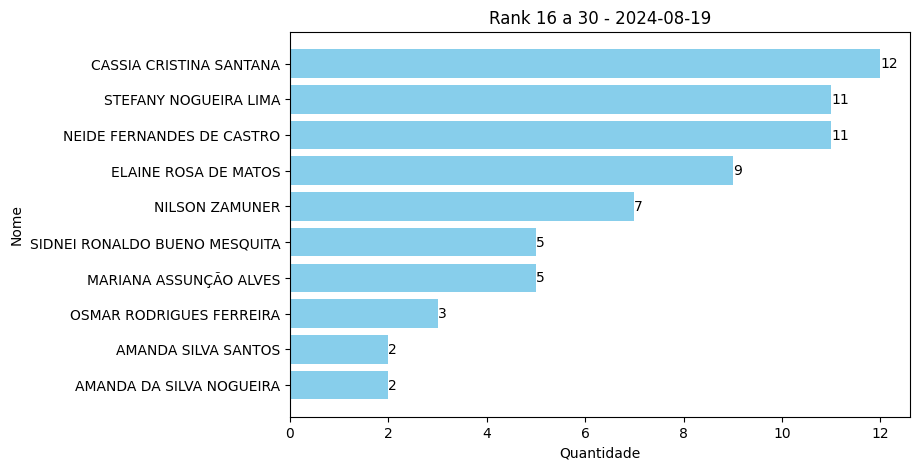 Rank 16 a 30 - 2024-08-19
Nome
CASSIA CRISTINA SANTANA 12
STEFANY NOGUEIRA LIMA 11
NEIDE FERNANDES DE CASTRO 11
ELAINE ROSA DE MATOS 9
NILSON ZAMUNER 7
SIDNEI RONALDO BUENO MESQUITA 5
MARIANA ASSUNÇÃO ALVES 5
OSMAR RODRIGUES FERREIRA 3
AMANDA SILVA SANTOS 2
AMANDA DA SILVA NOGUEIRA 2
0 2 4 6 8 10 12
Quantidade